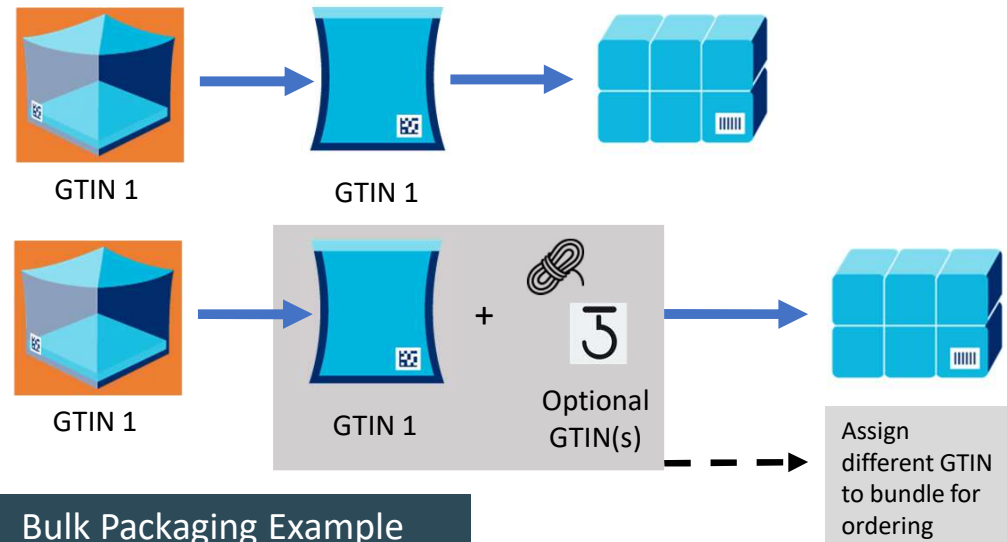 GTIN 1
GTIN 1
+
GTIN 1
GTIN 1
Optional
GTIN(s)
Assign
different GTIN
to bundle for
ordering
Bulk Packaging Example